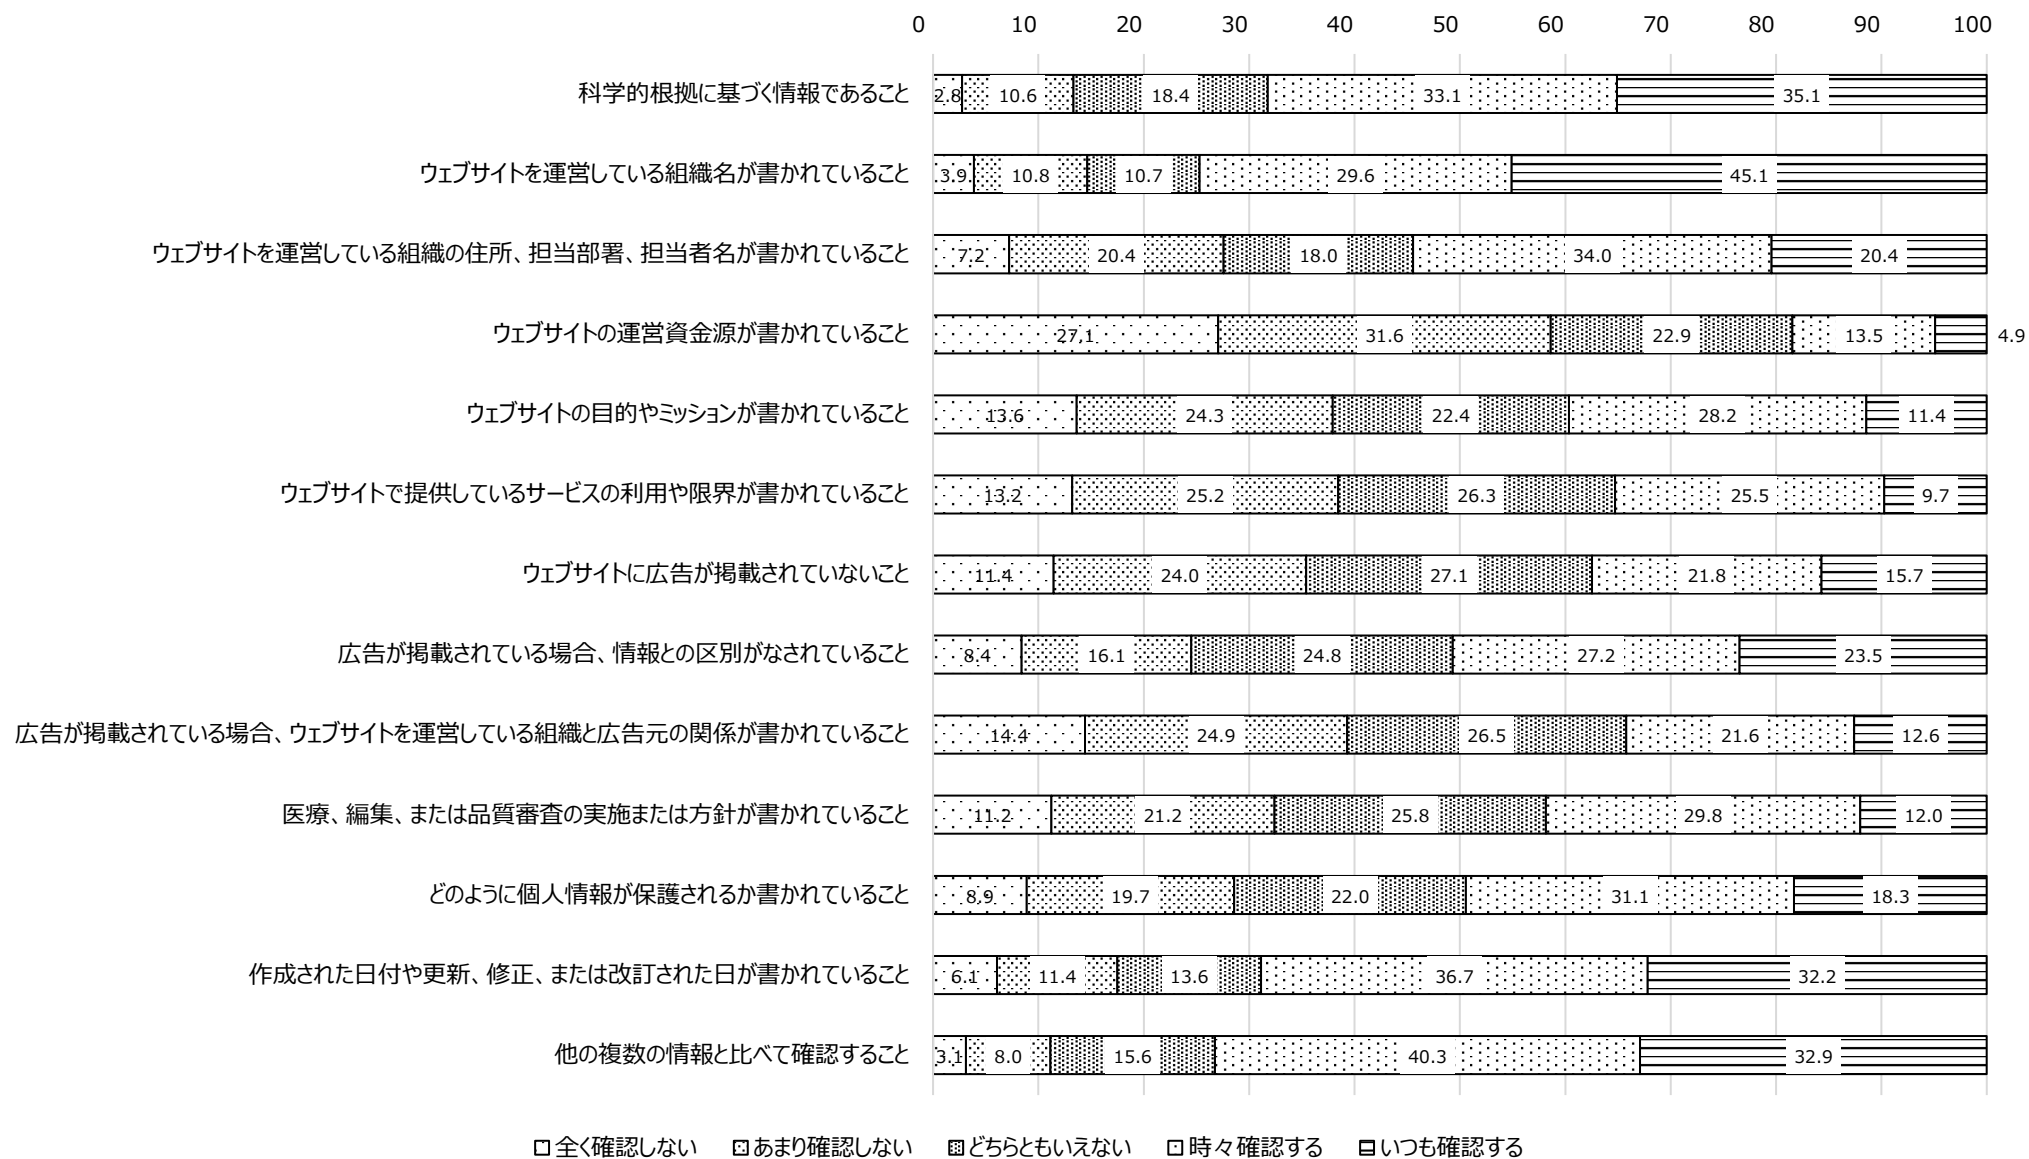 0 10 20 30 40 50 60 70 80 90 100
科学的根拠に基づく情報であること 2.8 10.6 18.4 33.1 35.1
ウェブサイトを運営している組織名が書かれていること 3.9 10.8 10.7 29.6 45.1
ウェブサイトを運営している組織の住所、担当部署、担当者名が書かれていること 7.2 20.4 18.0 34.0 20.4
ウェブサイトの運営資金源が書かれていること 27.1 31.6 22.9 13.5 4.9
ウェブサイトの目的やミッションが書かれていること 13.6 24.3 22.4 28.2 11.4
ウェブサイトで提供しているサービスの利用や限界が書かれていること 13.2 25.2 26.3 25.5 9.7
ウェブサイトに広告が掲載されていないこと 11.4 24.0 27.1 21.8 15.7
広告が掲載されている場合、情報との区別がなされていること 8.4 16.1 24.8 27.2 23.5
広告が掲載されている場合、ウェブサイトを運営している組織と広告元の関係が書かれていること 14.4 24.9 26.5 21.6 12.6
医療、編集、または品質審査の実施または方針が書かれていること 11.2 21.2 25.8 29.8 12.0
どのように個人情報が保護されるか書かれていること 8.9 19.7 22.0 31.1 18.3
作成された日付や更新、修正、または改訂された日が書かれていること 6.1 11.4 13.6 36.7 32.2
他の複数の情報と比べて確認すること 3.1 8.0 15.6 40.3 32.9
全く確認しない あまり確認しない どちらともいえない 時々確認する いつも確認する